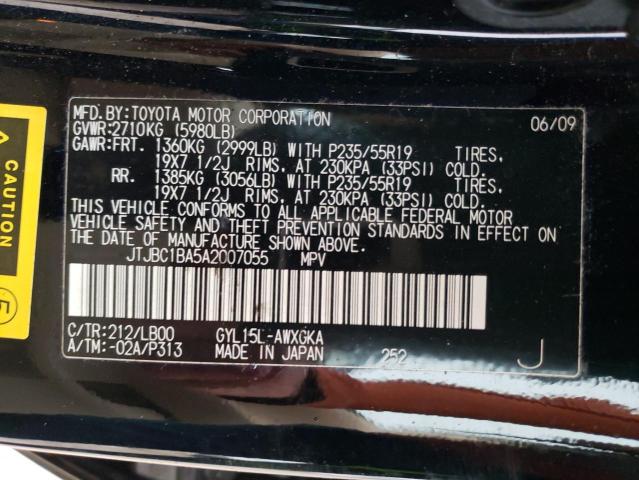 CAUTION
MFD.BY:TOYOTA MOTOR CORPORATION 06/09
GVWR:2710KG (5980LB)
GAWR:FRT. 1360KG (2999LB) WITH P235/55R19 TIRES,
19X7 1/2J RIMS, AT 230KPA (33PSI) COLD.
RR. 1385KG (3056LB) WITH P235/55R19 TIRES,
19X7 1/2J RIMS, AT 230KPA (33PSI) COLD.
THIS VEHICLE CONFORMS TO ALL APPLICABLE FEDERAL MOTOR
VEHICLE SAFETY AND THEFT PREVENTION STANDARDS IN EFFECT ON
THE DATE OF MANUFACTURE SHOWN ABOVE.
JTJBC1BA5A2007055 MPV
C/TR:212/LB00 GYL15L-AWXGKA
A/TM:-02A/P313 MADE IN JAPAN 252 J